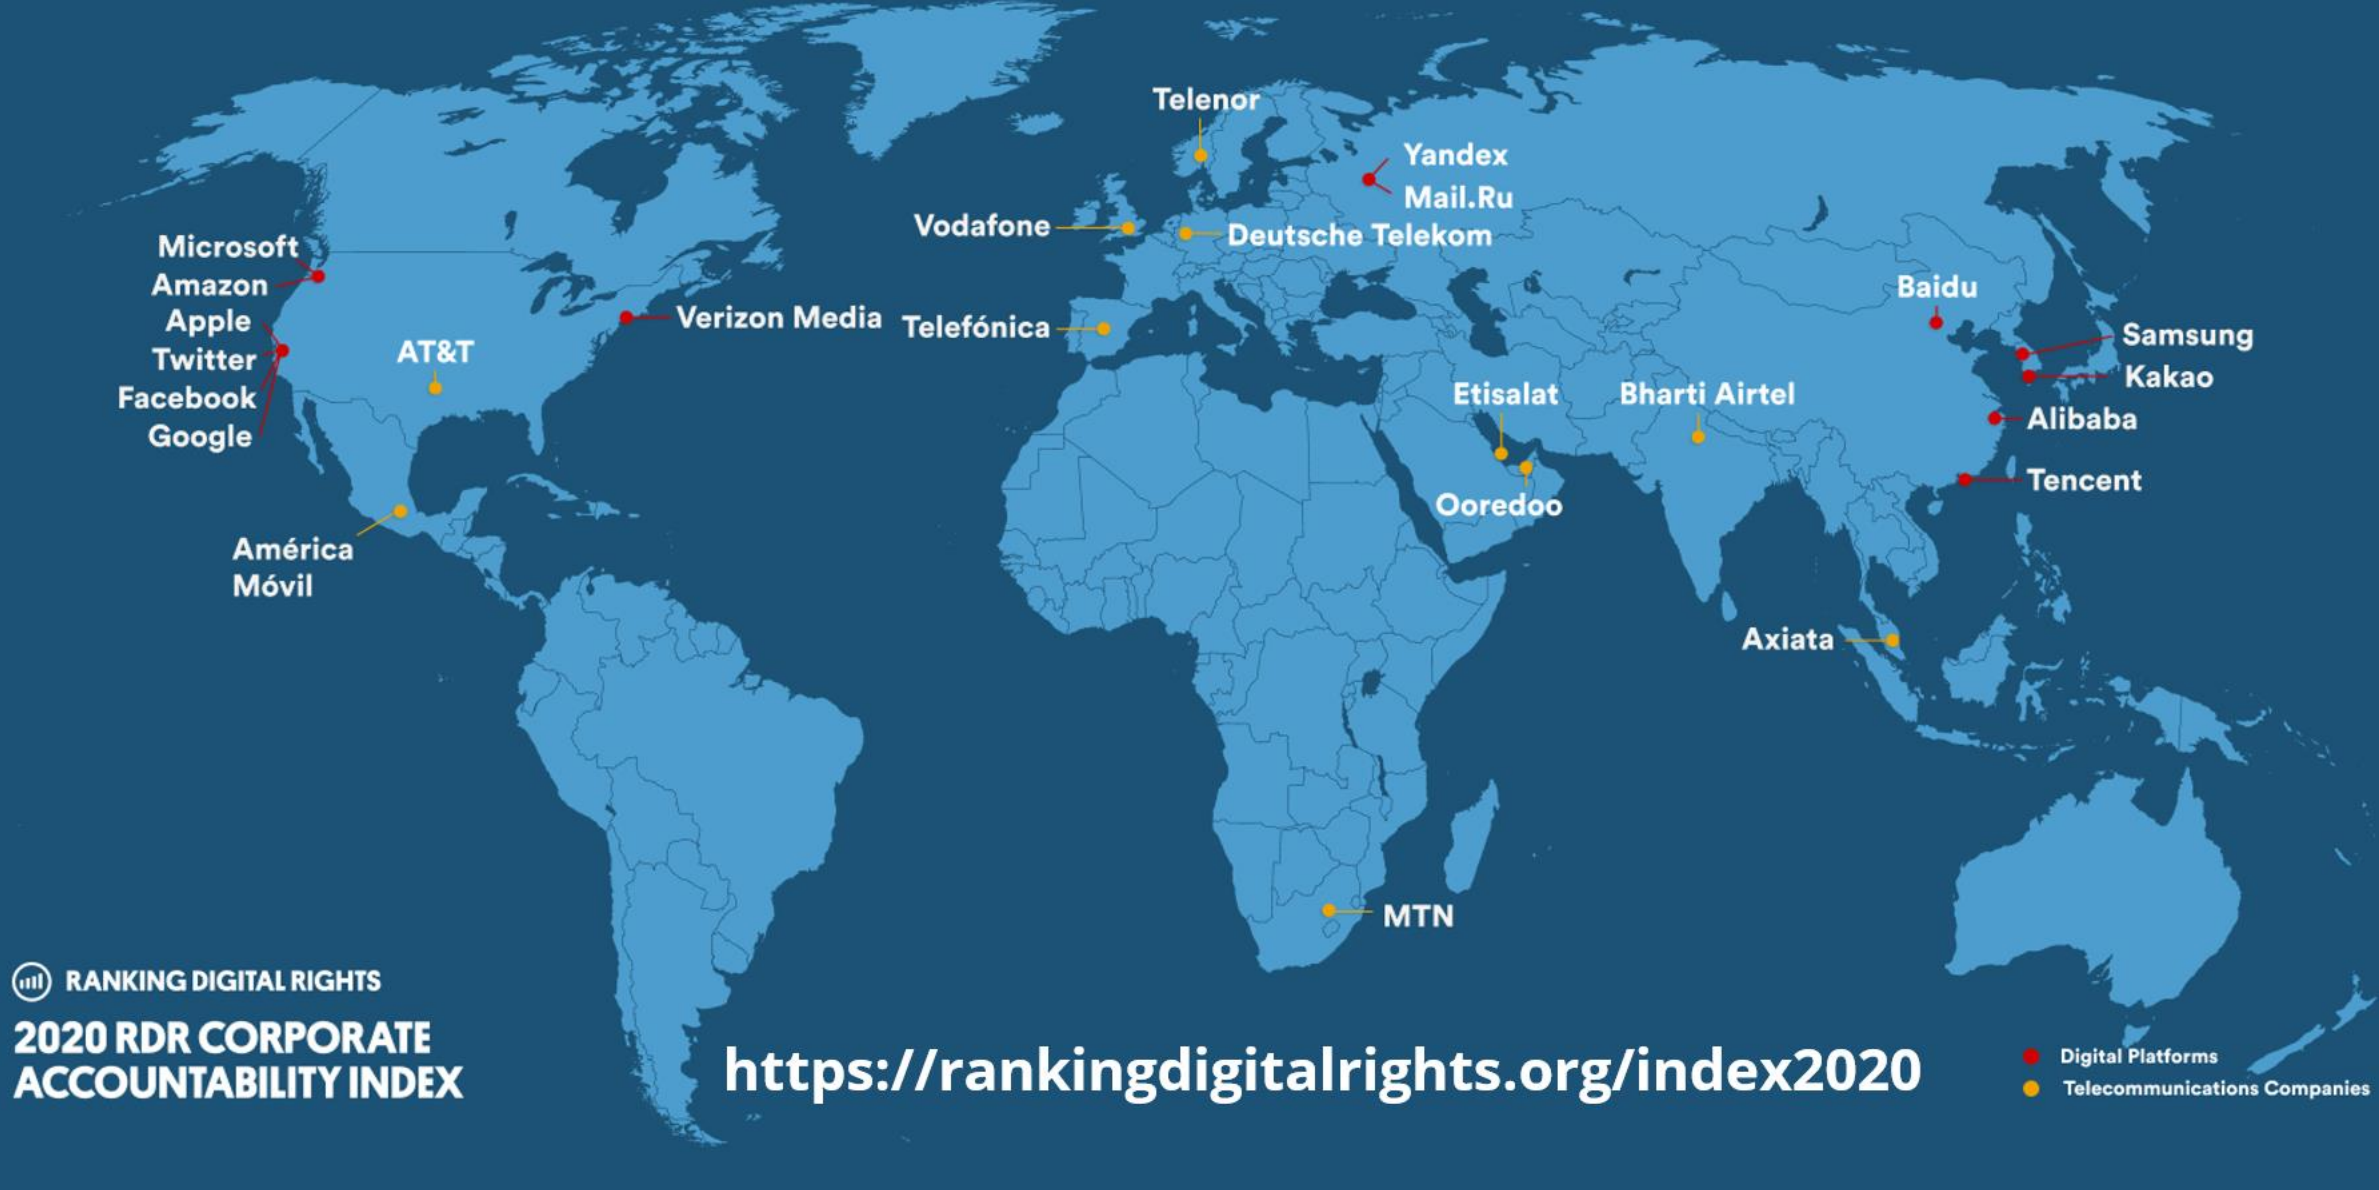 Telenor
Yandex
Mail.Ru
Vodafone
Deutsche Telekom
Microsoft
Amazon
Apple
Twitter
Facebook
Google
AT&T
Verizon Media
Telefónica
Baidu
Samsung
Kakao
Alibaba
Tencent
Etisalat
Bharti Airtel
Ooredoo
América
Móvil
Axiata
MTN
RANKING DIGITAL RIGHTS
2020 RDR CORPORATE
ACCOUNTABILITY INDEX
https://rankingdigitalrights.org/index2020
Digital Platforms
Telecommunications Companies